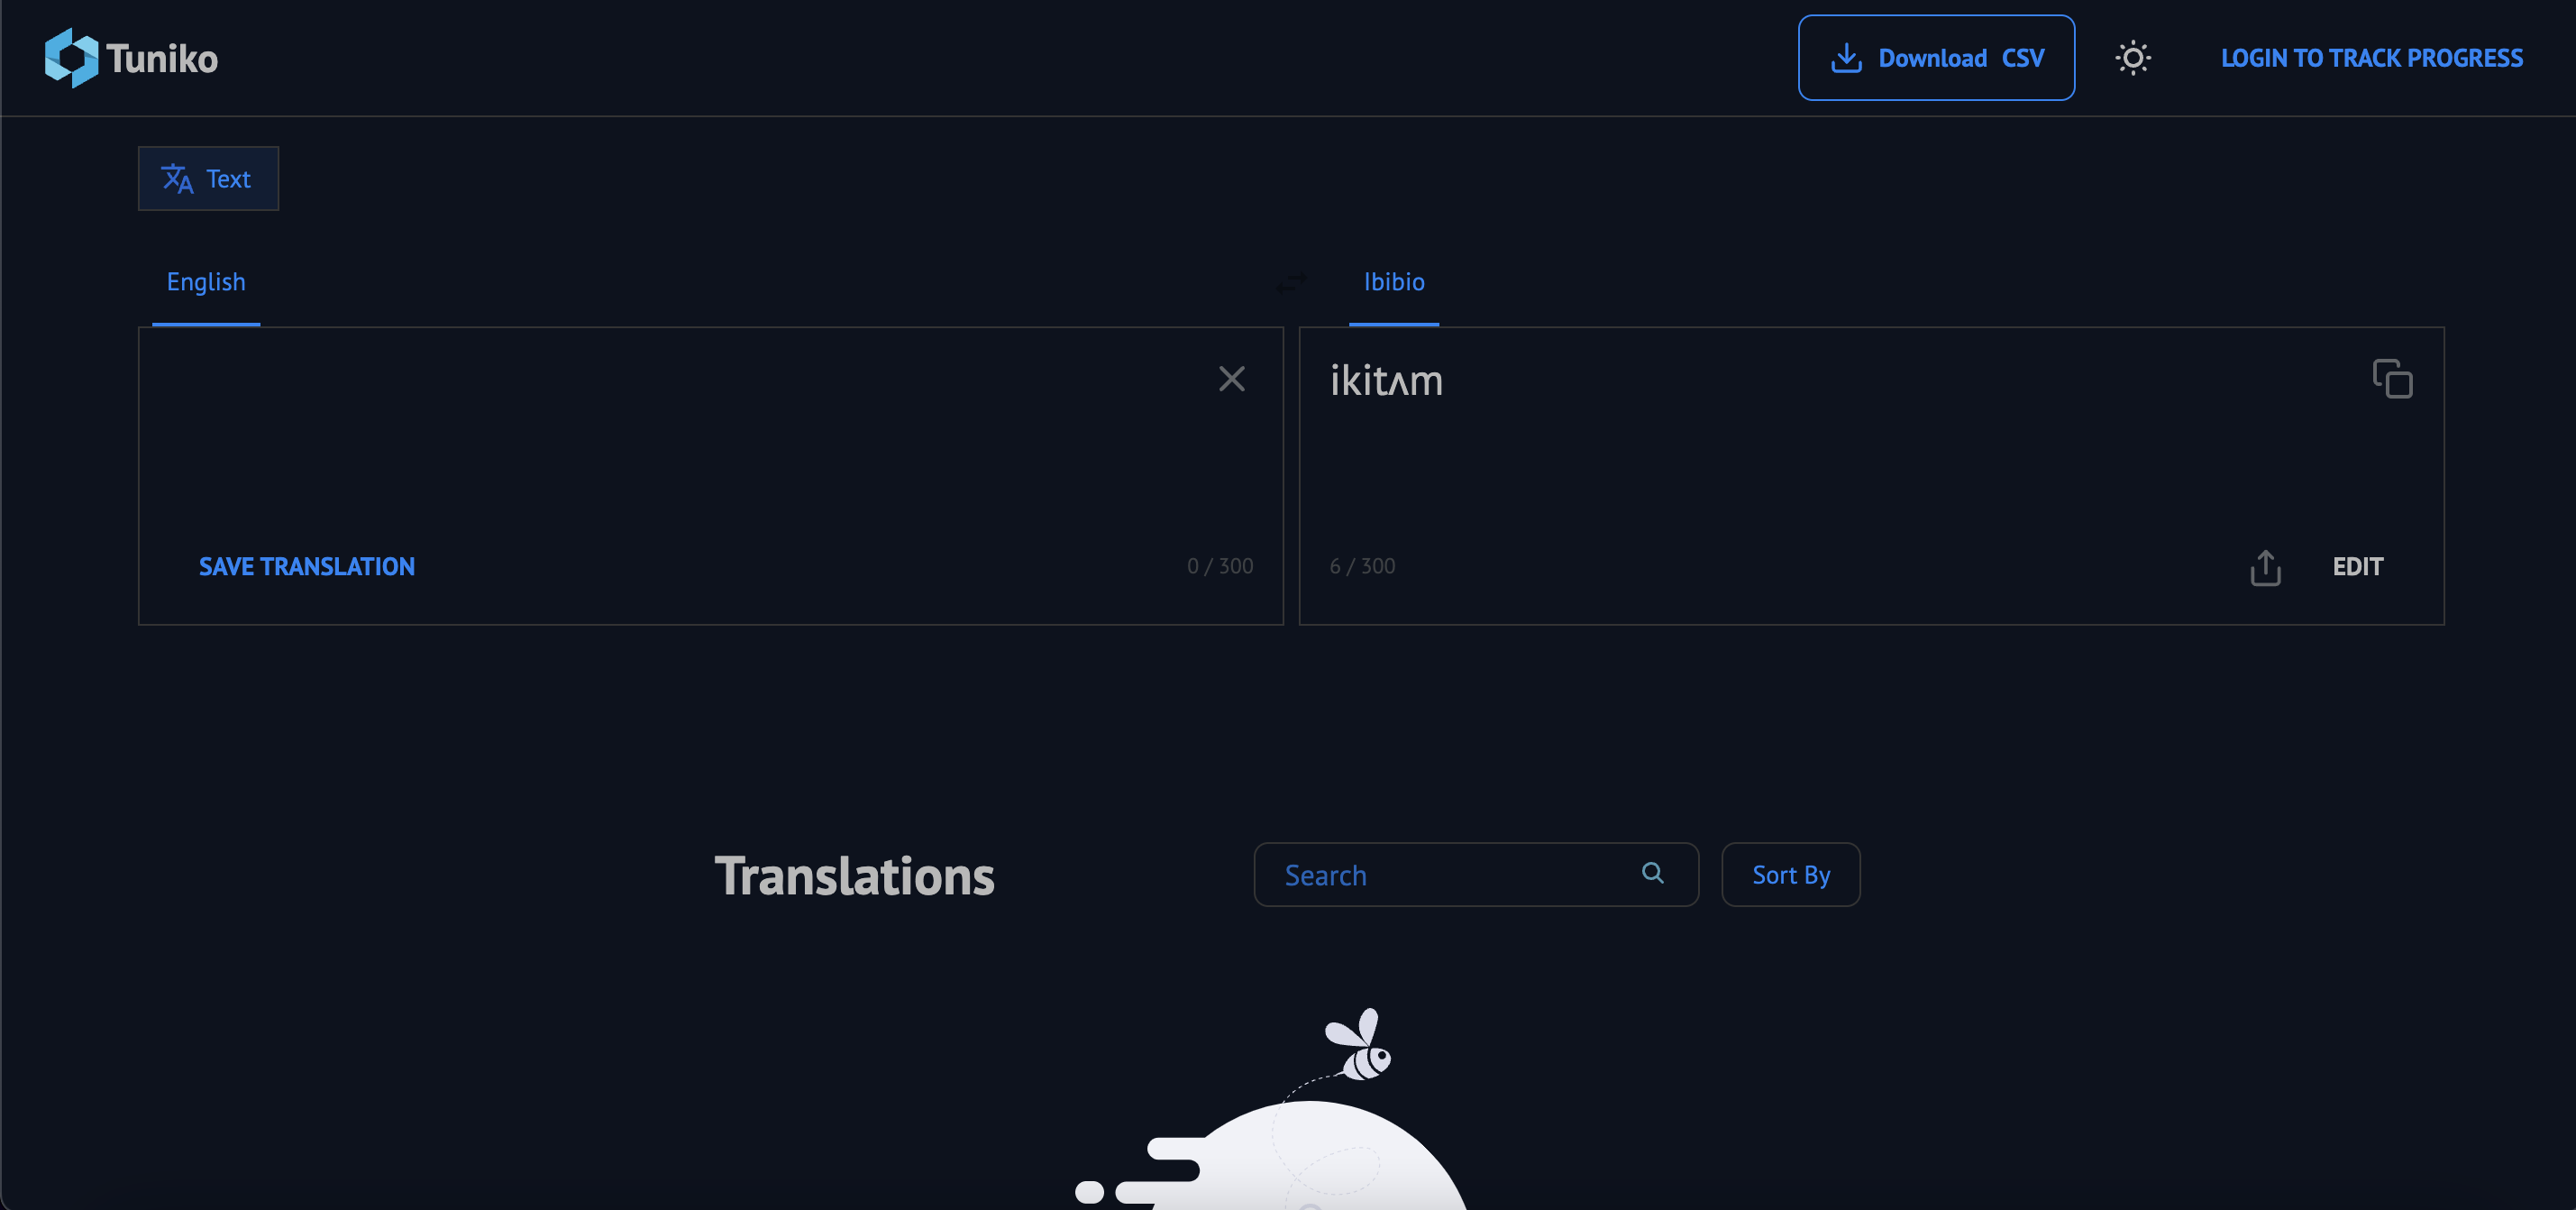 Tuniko
Download CSV
LOGIN TO TRACK PROGRESS
Text
English
Ibibio
ikitʌm
SAVE TRANSLATION
0 / 300
6 / 300
EDIT
Translations
Search
Sort By